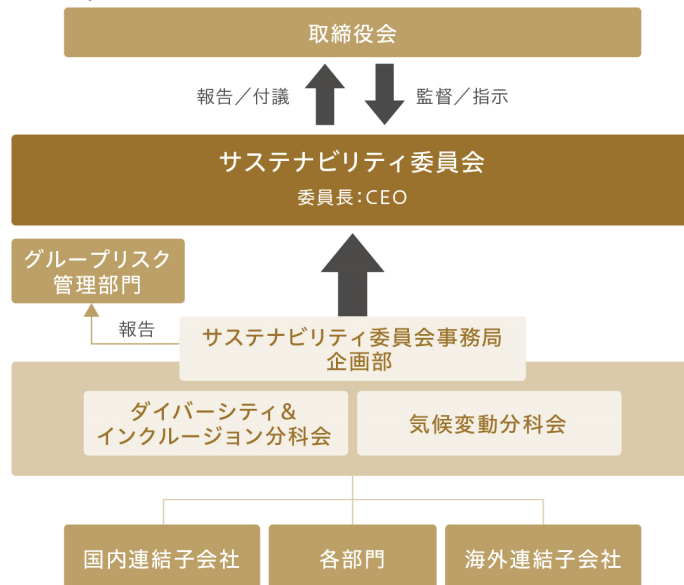 取締役会
報告／付議
監督／指示
サステナビリティ委員会
委員長：CEO
グループリスク
管理部門
報告
サステナビリティ委員会事務局
企画部
ダイバーシティ＆
インクルージョン分科会
気候変動分科会
国内連結子会社
各部門
海外連結子会社